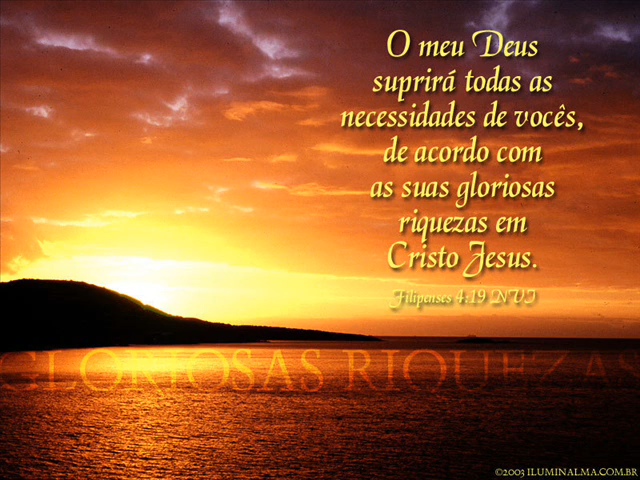 O meu Deus
suprirá todas as
necessidades de vocês,
de acordo com
as suas gloriosas
riquezas em
Cristo Jesus.
Filipenses 4:19 NVI
GLORIOSAS RIQUEZAS
©2003 ILUMINALMA.COM.BR